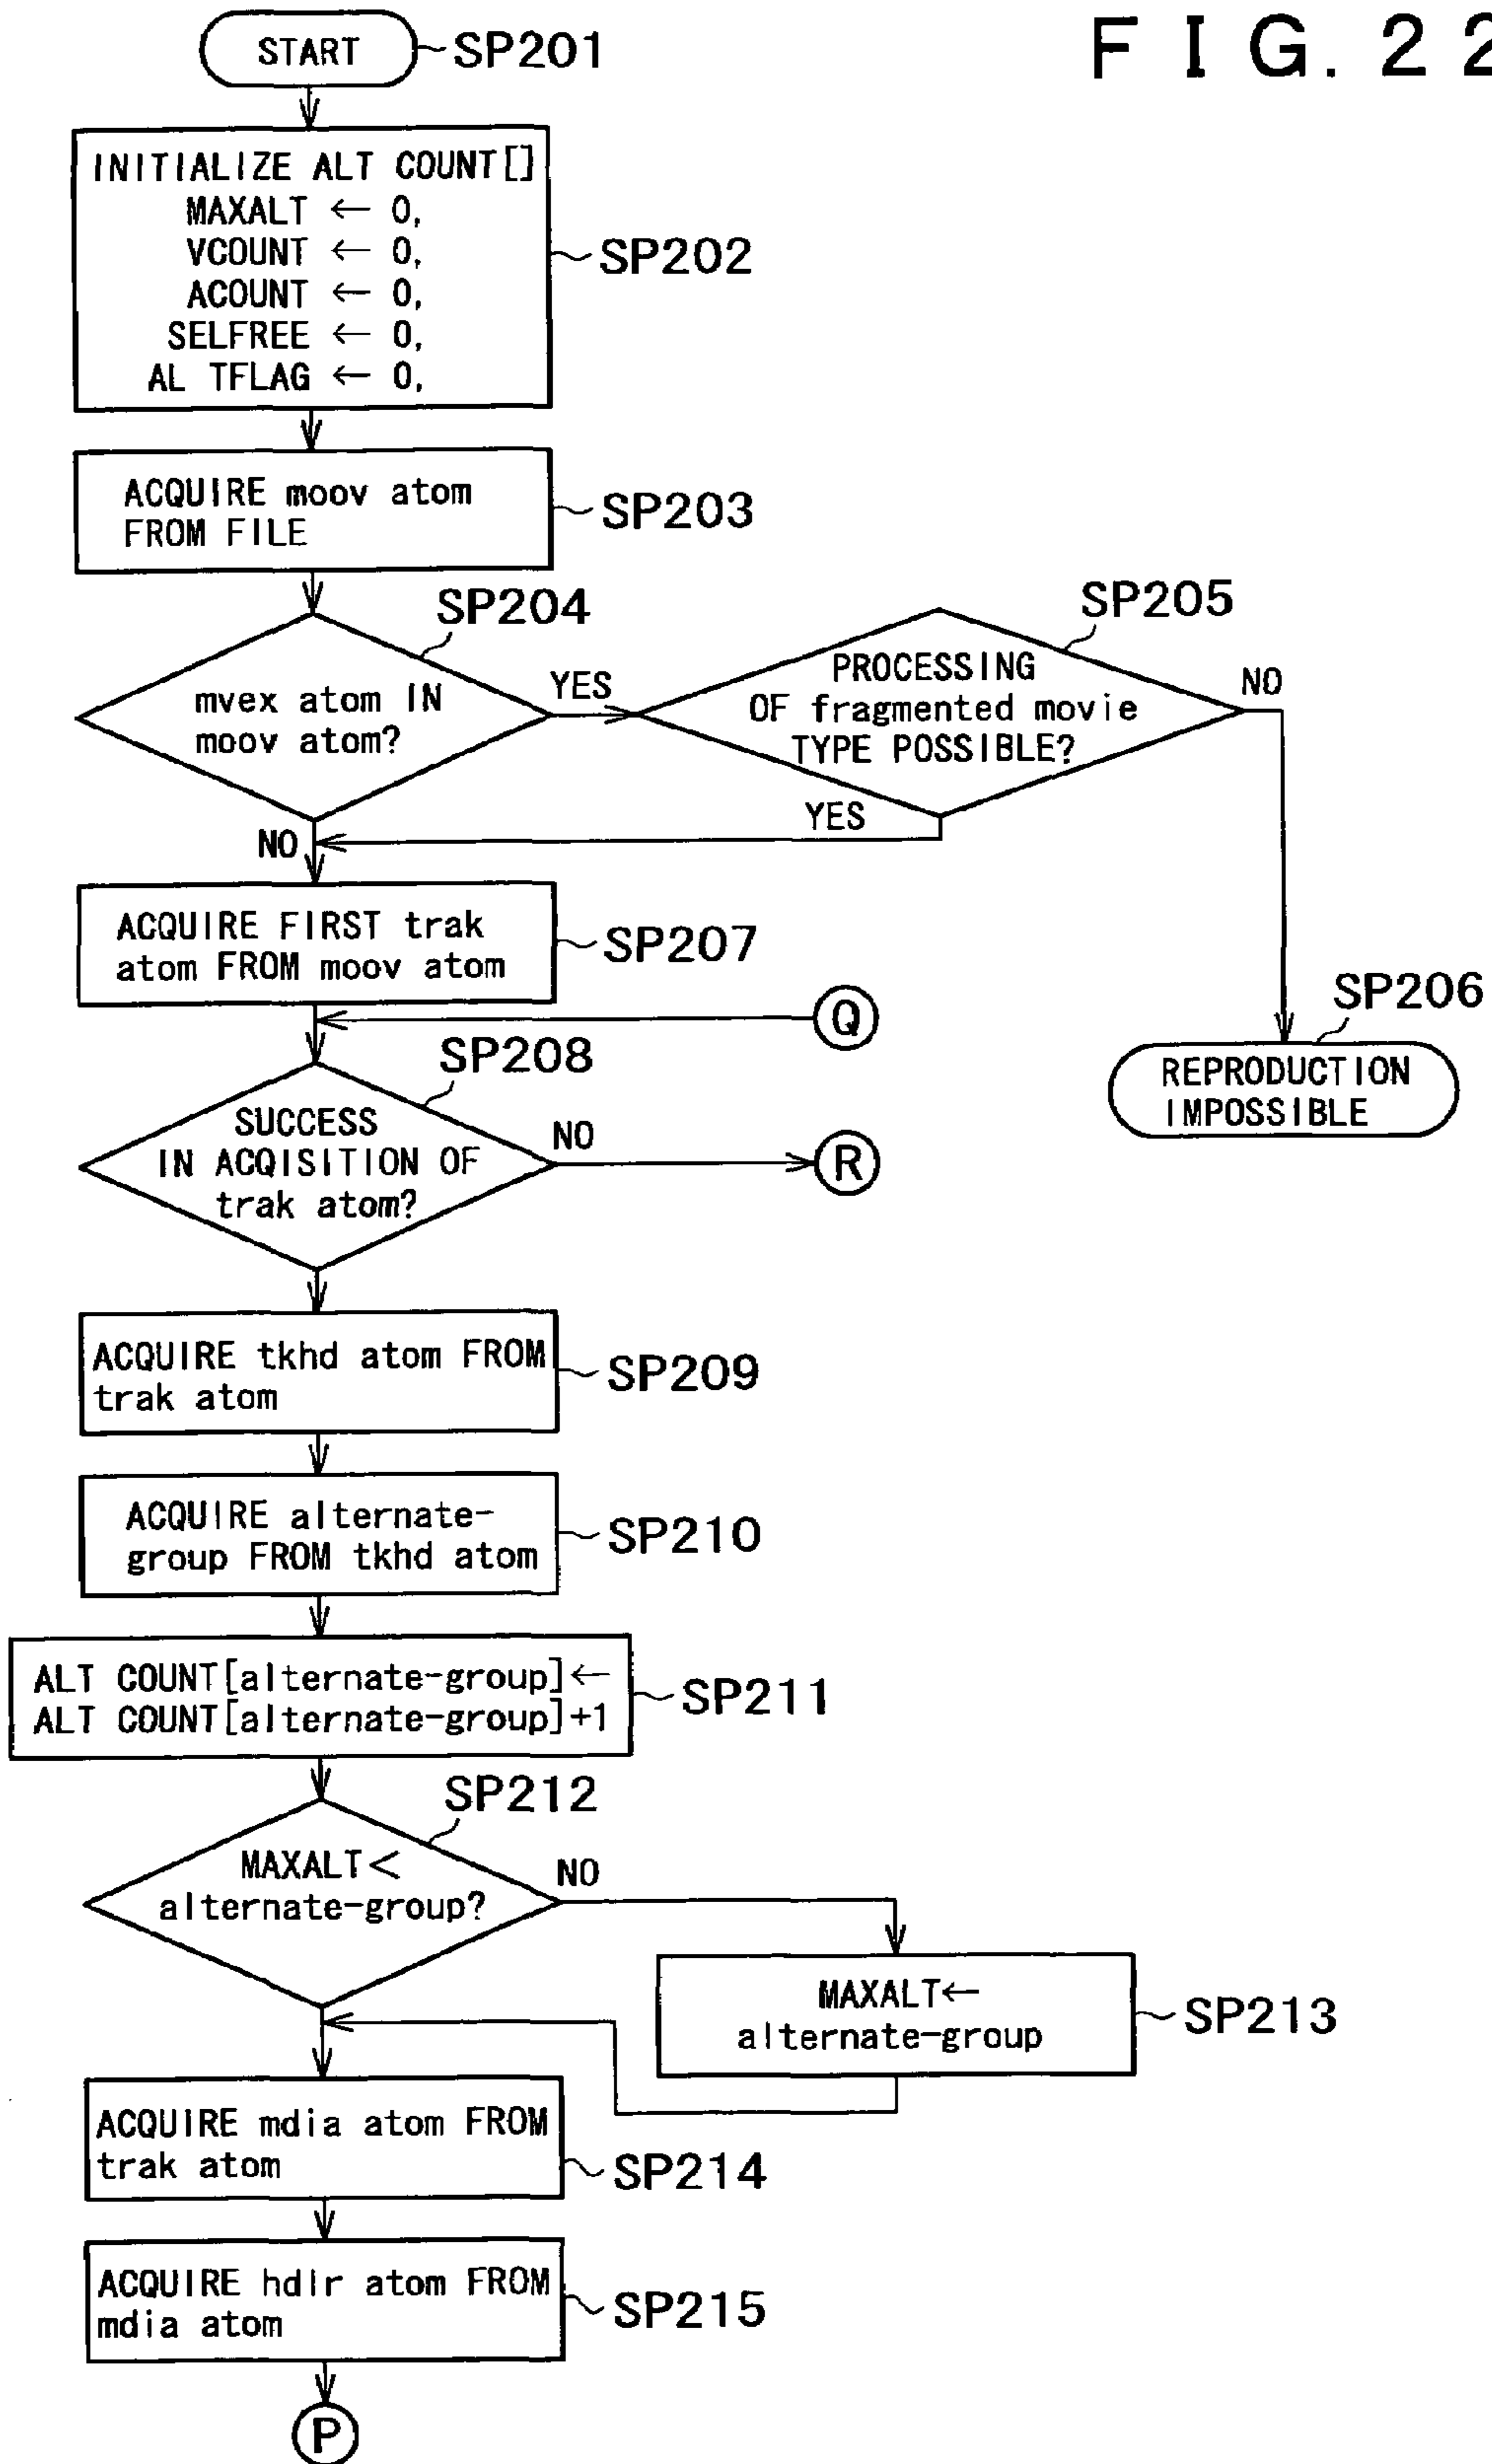 FIG. 22
START
SP201
INITIALIZE ALT COUNT[]
MAXALT ← 0,
VCOUNT ← 0,
ACOUNT ← 0,
SELFREE ← 0,
AL TFLAG ← 0,
SP202
ACQUIRE moov atom
FROM FILE
SP203
SP204
mvex atom IN
moov atom?
YES
SP205
PROCESSING
OF fragmented movie
TYPE POSSIBLE?
NO
YES
NO
ACQUIRE FIRST trak
atom FROM moov atom
SP207
Q
SP206
REPRODUCTION
IMPOSSIBLE
SP208
SUCCESS
IN ACQISITION OF
trak atom?
NO
R
ACQUIRE tkhd atom FROM
trak atom
SP209
ACQUIRE alternate-
group FROM tkhd atom
SP210
ALT COUNT[alternate-group]←
ALT COUNT[alternate-group]+1
SP211
SP212
MAXALT<
alternate-group?
NO
MAXALT←
alternate-group
SP213
ACQUIRE mdia atom FROM
trak atom
SP214
ACQUIRE hdlr atom FROM
mdia atom
SP215
P